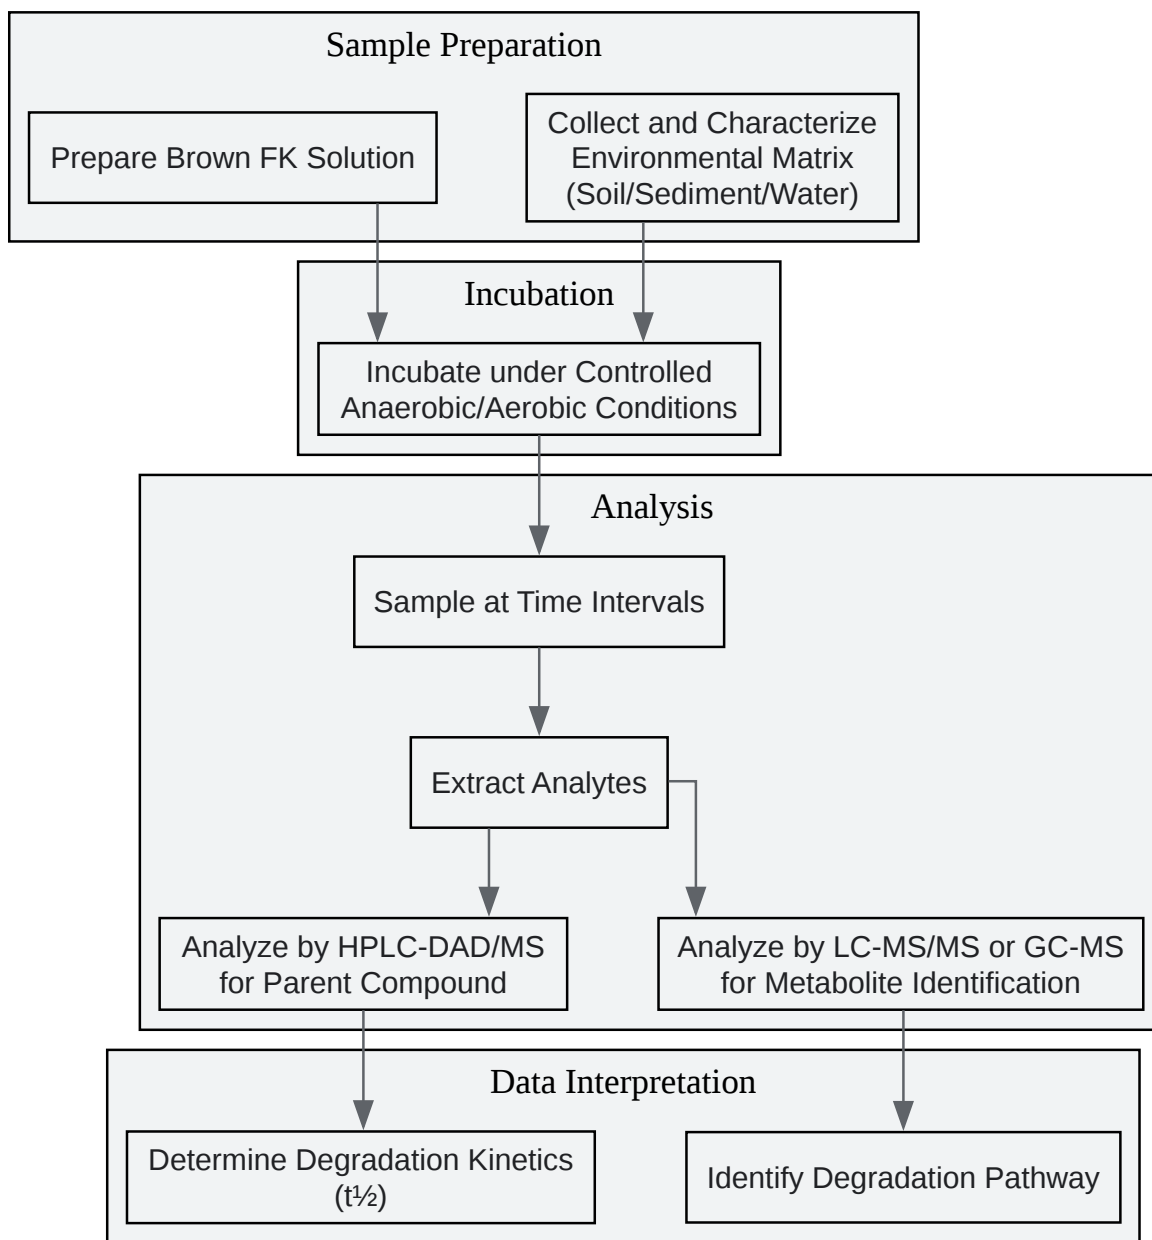 Sample Preparation
Prepare Brown FK Solution
Collect and Characterize
Environmental Matrix
(Soil/Sediment/Water)
Incubation
Incubate under Controlled
Anaerobic/Aerobic Conditions
Analysis
Sample at Time Intervals
Extract Analytes
Analyze by HPLC-DAD/MS
for Parent Compound
Analyze by LC-MS/MS or GC-MS
for Metabolite Identification
Data Interpretation
Determine Degradation Kinetics
(t½)
Identify Degradation Pathway